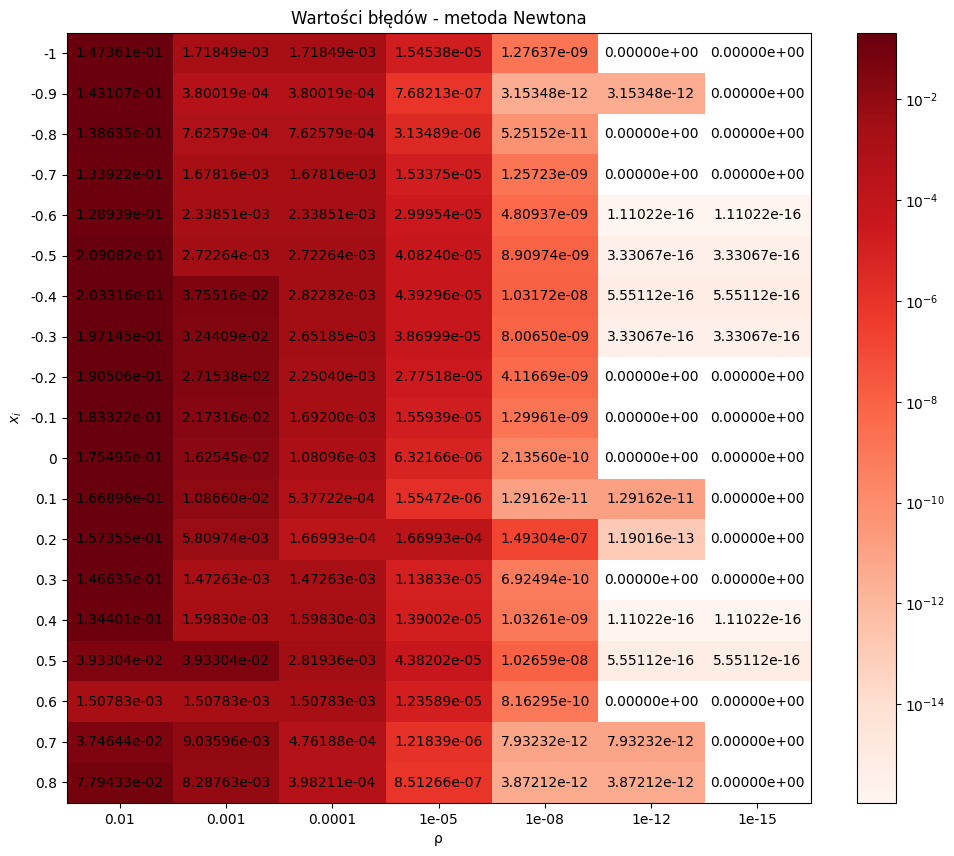 Wartości błędów - metoda Newtona
-1 1.47361e-01 1.71849e-03 1.71849e-03 1.54538e-05 1.27637e-09 0.00000e+00 0.00000e+00
-0.9 1.43107e-01 3.80019e-04 3.80019e-04 7.68213e-07 3.15348e-12 3.15348e-12 0.00000e+00
-0.8 1.38635e-01 7.62579e-04 7.62579e-04 3.13489e-06 5.25152e-11 0.00000e+00 0.00000e+00
-0.7 1.33922e-01 1.67816e-03 1.67816e-03 1.53375e-05 1.25723e-09 0.00000e+00 0.00000e+00
-0.6 1.28939e-01 2.33851e-03 2.33851e-03 2.99954e-05 4.80937e-09 1.11022e-16 1.11022e-16
-0.5 2.09082e-01 2.72264e-03 2.72264e-03 4.08240e-05 8.90974e-09 3.33067e-16 3.33067e-16
-0.4 2.03316e-01 3.75516e-02 2.82282e-03 4.39296e-05 1.03172e-08 5.55112e-16 5.55112e-16
-0.3 1.97145e-01 3.24409e-02 2.65185e-03 3.86999e-05 8.00650e-09 3.33067e-16 3.33067e-16
-0.2 1.90506e-01 2.71538e-02 2.25040e-03 2.77518e-05 4.11669e-09 0.00000e+00 0.00000e+00
-0.1 1.83322e-01 2.17316e-02 1.69200e-03 1.55939e-05 1.29961e-09 0.00000e+00 0.00000e+00
0 1.75495e-01 1.62545e-02 1.08096e-03 6.32166e-06 2.13560e-10 0.00000e+00 0.00000e+00
0.1 1.66896e-01 1.08660e-02 5.37722e-04 1.55472e-06 1.29162e-11 1.29162e-11 0.00000e+00
0.2 1.57355e-01 5.80974e-03 1.66993e-04 1.66993e-04 1.49304e-07 1.19016e-13 0.00000e+00
0.3 1.46635e-01 1.47263e-03 1.47263e-03 1.13833e-05 6.92494e-10 0.00000e+00 0.00000e+00
0.4 1.34401e-01 1.59830e-03 1.59830e-03 1.39002e-05 1.03261e-09 1.11022e-16 1.11022e-16
0.5 3.93304e-02 3.93304e-02 2.81936e-03 4.38202e-05 1.02659e-08 5.55112e-16 5.55112e-16
0.6 1.50783e-03 1.50783e-03 1.50783e-03 1.23589e-05 8.16295e-10 0.00000e+00 0.00000e+00
0.7 3.74644e-02 9.03596e-03 4.76188e-04 1.21839e-06 7.93232e-12 7.93232e-12 0.00000e+00
0.8 7.79433e-02 8.28763e-03 3.98211e-04 8.51266e-07 3.87212e-12 3.87212e-12 0.00000e+00
0.01 0.001 0.0001 1e-05 1e-08 1e-12 1e-15
ρ
xᵢ
10⁻²
10⁻⁴
10⁻⁶
10⁻⁸
10⁻¹⁰
10⁻¹²
10⁻¹⁴